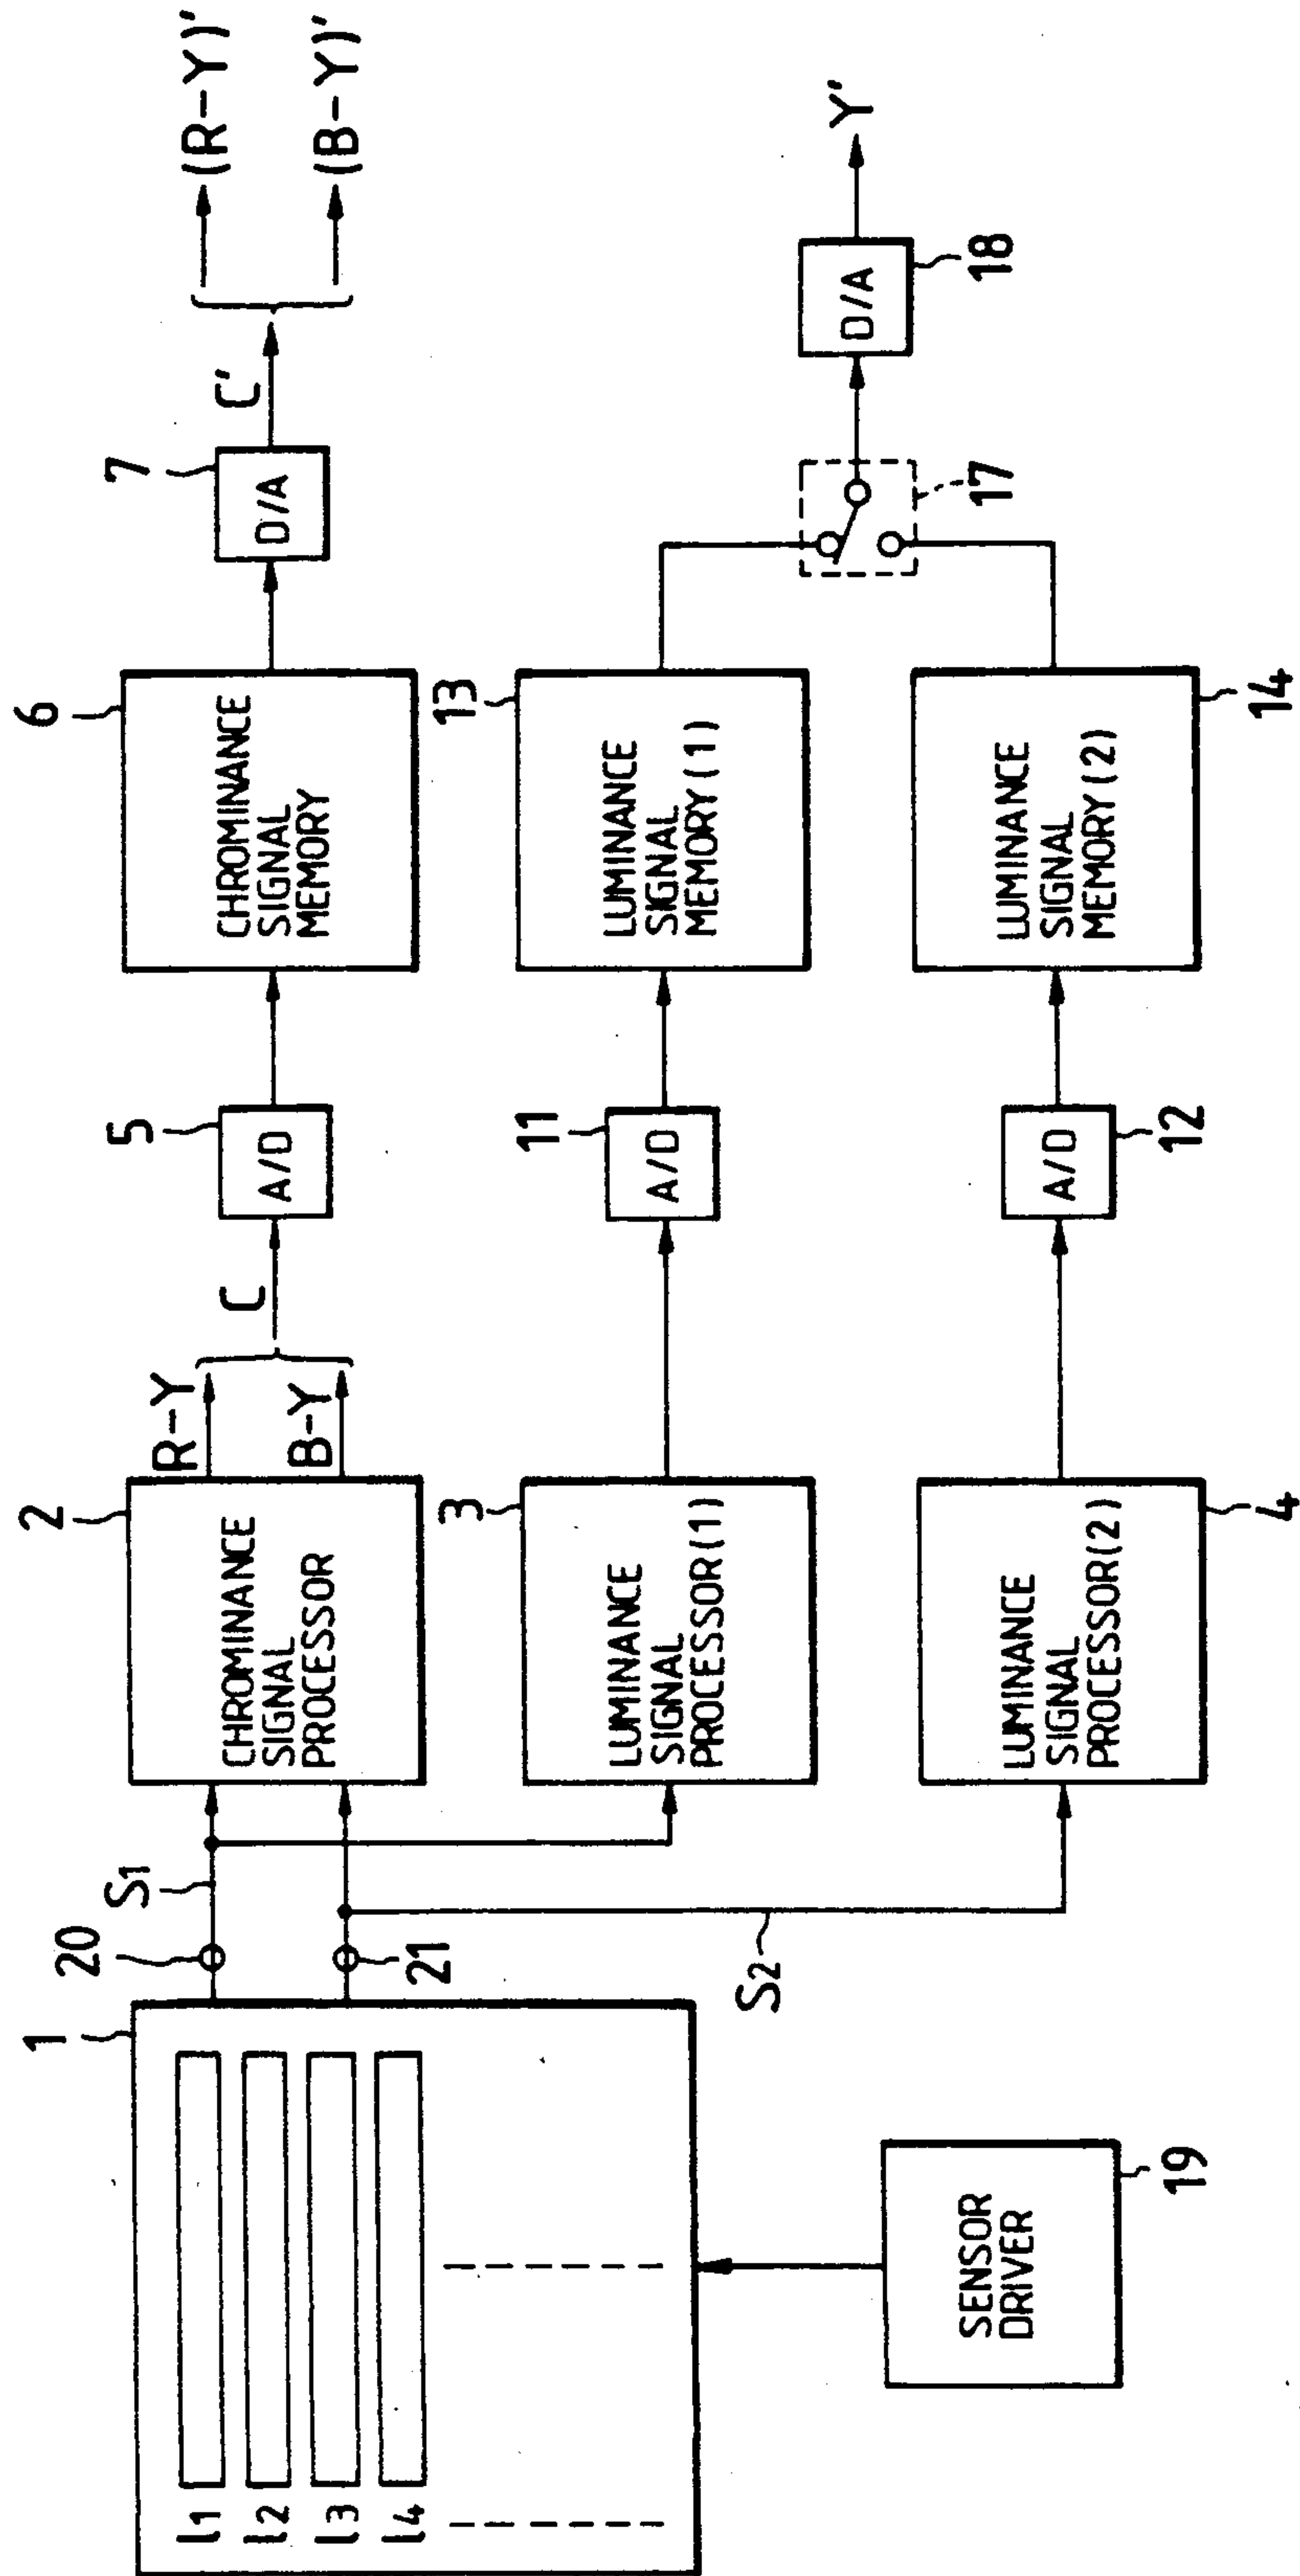 1
l1
l2
l3
l4
SENSOR
DRIVER
19
20
21
S1
S2
2
CHROMINANCE
SIGNAL
PROCESSOR
R-Y
B-Y
C
5
A/D
6
CHROMINANCE
SIGNAL
MEMORY
7
D/A
C'
(R-Y)'
(B-Y)'
3
LUMINANCE
SIGNAL
PROCESSOR(1)
11
A/D
13
LUMINANCE
SIGNAL
MEMORY(1)
4
LUMINANCE
SIGNAL
PROCESSOR(2)
12
A/D
14
LUMINANCE
SIGNAL
MEMORY(2)
17
D/A
18
Y'